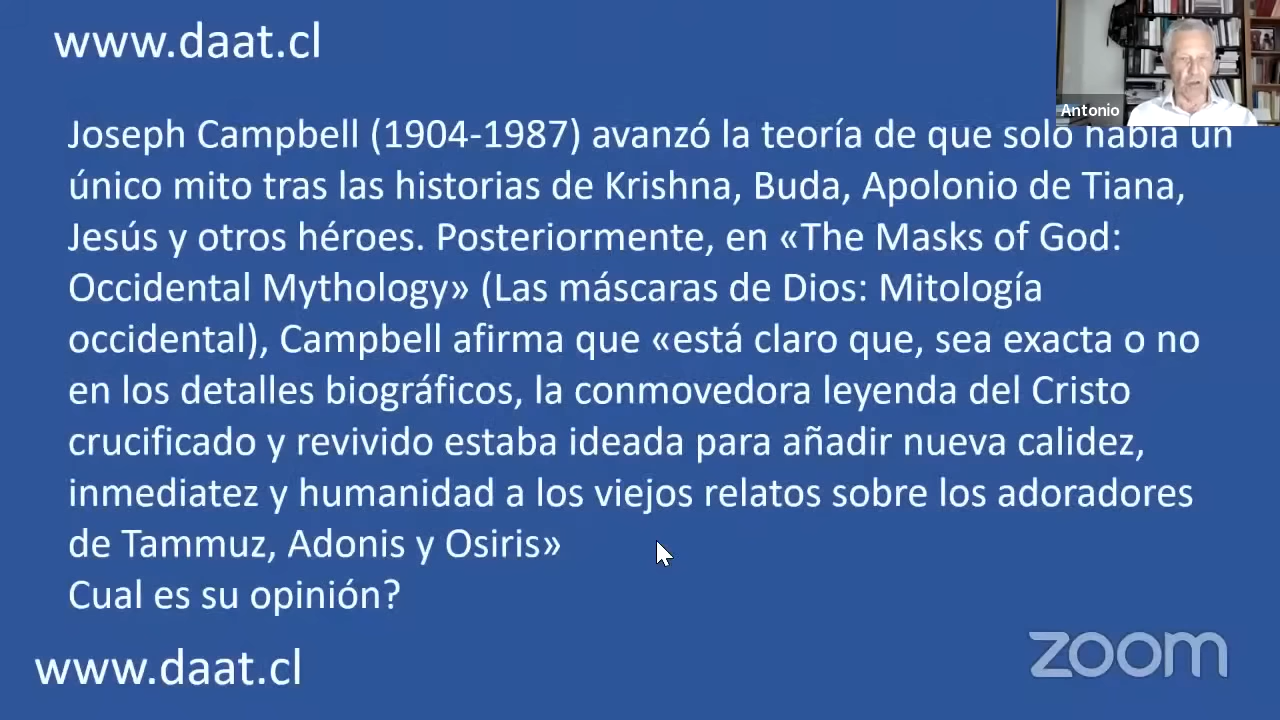 www.daat.cl
Antonio
Joseph Campbell (1904-1987) avanzó la teoría de que solo había un
único mito tras las historias de Krishna, Buda, Apolonio de Tiana,
Jesús y otros héroes. Posteriormente, en «The Masks of God:
Occidental Mythology» (Las máscaras de Dios: Mitología
occidental), Campbell afirma que «está claro que, sea exacta o no
en los detalles biográficos, la conmovedora leyenda del Cristo
crucificado y revivido estaba ideada para añadir nueva calidez,
inmediatez y humanidad a los viejos relatos sobre los adoradores
de Tammuz, Adonis y Osiris»
Cual es su opinión?
www.daat.cl
zoom